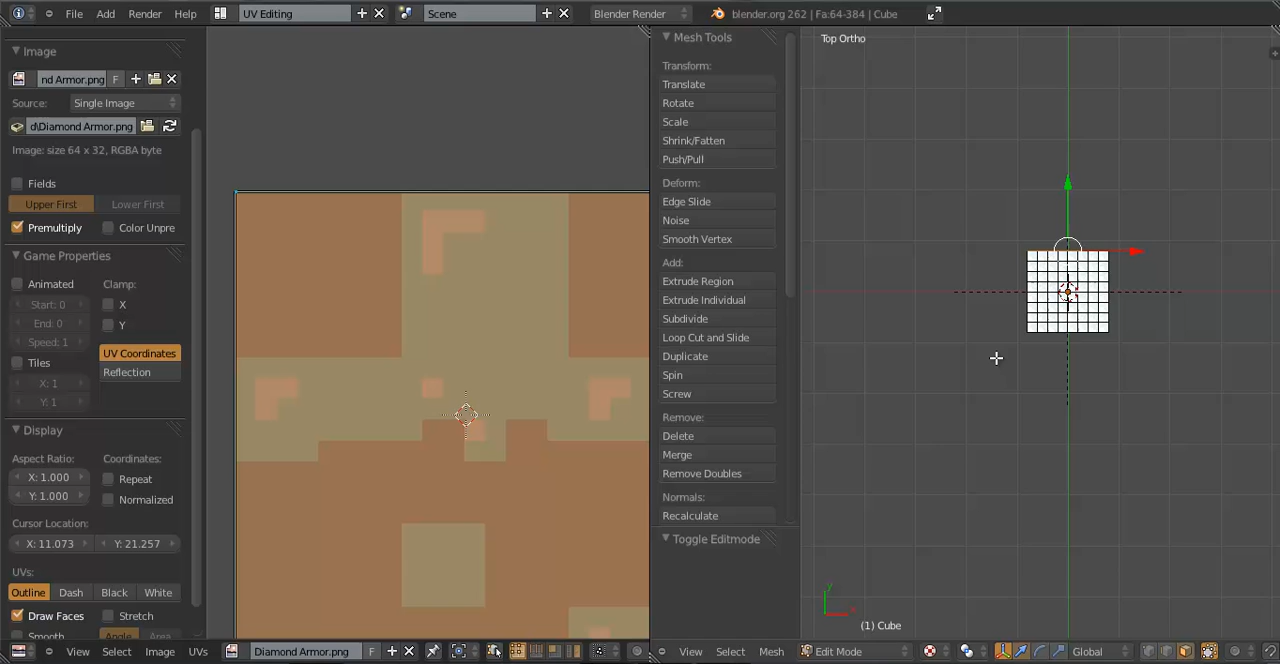 File Add Render Help UV Editing Scene Blender Render blender.org 262 | Fa:64-384 | Cube
Image
nd Armor.png F
Source: Single Image
d\Diamond Armor.png
Image: size 64 x 32, RGBA byte
Fields
Upper First Lower First
Premultiply Color Unpre
Game Properties
Animated Clamp:
Start: 0 X
End: 0 Y
Speed: 1
UV Coordinates
Tiles Reflection
X: 1
Y: 1
Display
Aspect Ratio: Coordinates:
X: 1.000 Repeat
Y: 1.000 Normalized
Cursor Location:
X: 11.073 Y: 21.257
UVs:
Outline Dash Black White
Draw Faces Stretch
Smooth Angle Area
View Select Image UVs Diamond Armor.png F
Mesh Tools
Transform:
Translate
Rotate
Scale
Shrink/Fatten
Push/Pull
Deform:
Edge Slide
Noise
Smooth Vertex
Add:
Extrude Region
Extrude Individual
Subdivide
Loop Cut and Slide
Duplicate
Spin
Screw
Remove:
Delete
Merge
Remove Doubles
Normals:
Recalculate
Toggle Editmode
Top Ortho
y
x
(1) Cube
View Select Mesh Edit Mode Global